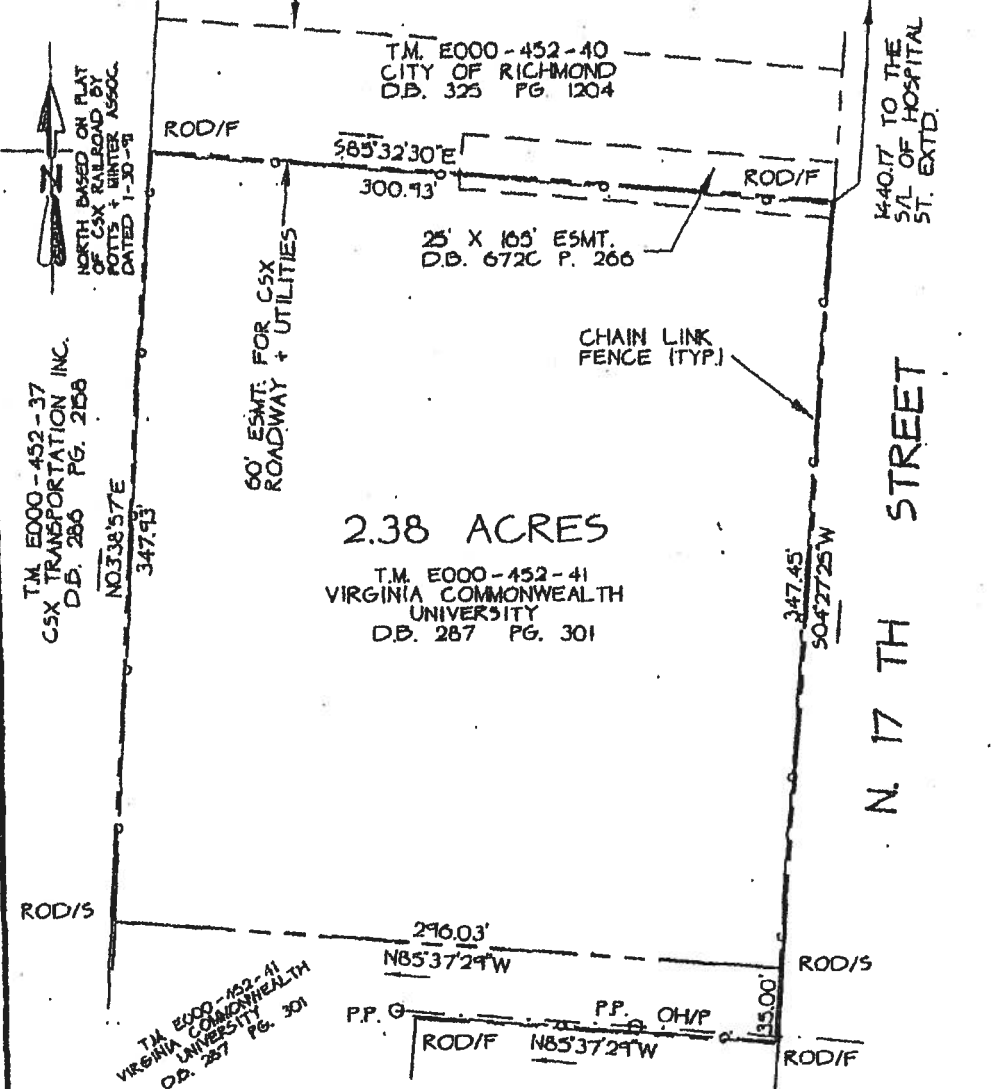 T.M. E000-452-40
CITY OF RICHMOND
D.B. 325 PG. 1204
1440.17' TO THE
S/L OF HOSPITAL
ST. EXTD.
NORTH BASED ON PLAT
OF CSX RAILROAD BY
POTTS + MINTER ASSOC.
DATED 1-30-91
N
ROD/F
S85°32'30"E
300.93'
ROD/F
25' X 165' ESMT.
D.B. 672C P. 266
60' ESMT. FOR CSX
ROADWAY + UTILITIES
CHAIN LINK
FENCE (TYP.)
T.M. E000-452-37
CSX TRANSPORTATION INC.
D.B. 286 PG. 2158
N03°38'57"E
347.93'
2.38 ACRES
T.M. E000-452-41
VIRGINIA COMMONWEALTH
UNIVERSITY
D.B. 287 PG. 301
347.45'
S04°27'25"W
N. 17 TH STREET
ROD/S
296.03'
N85°37'29"W
ROD/S
T.M. E000-452-41
VIRGINIA COMMONWEALTH
UNIVERSITY
D.B. 287 PG. 301
P.P.
P.P.
OH/P
35.00'
ROD/F
N85°37'29"W
ROD/F